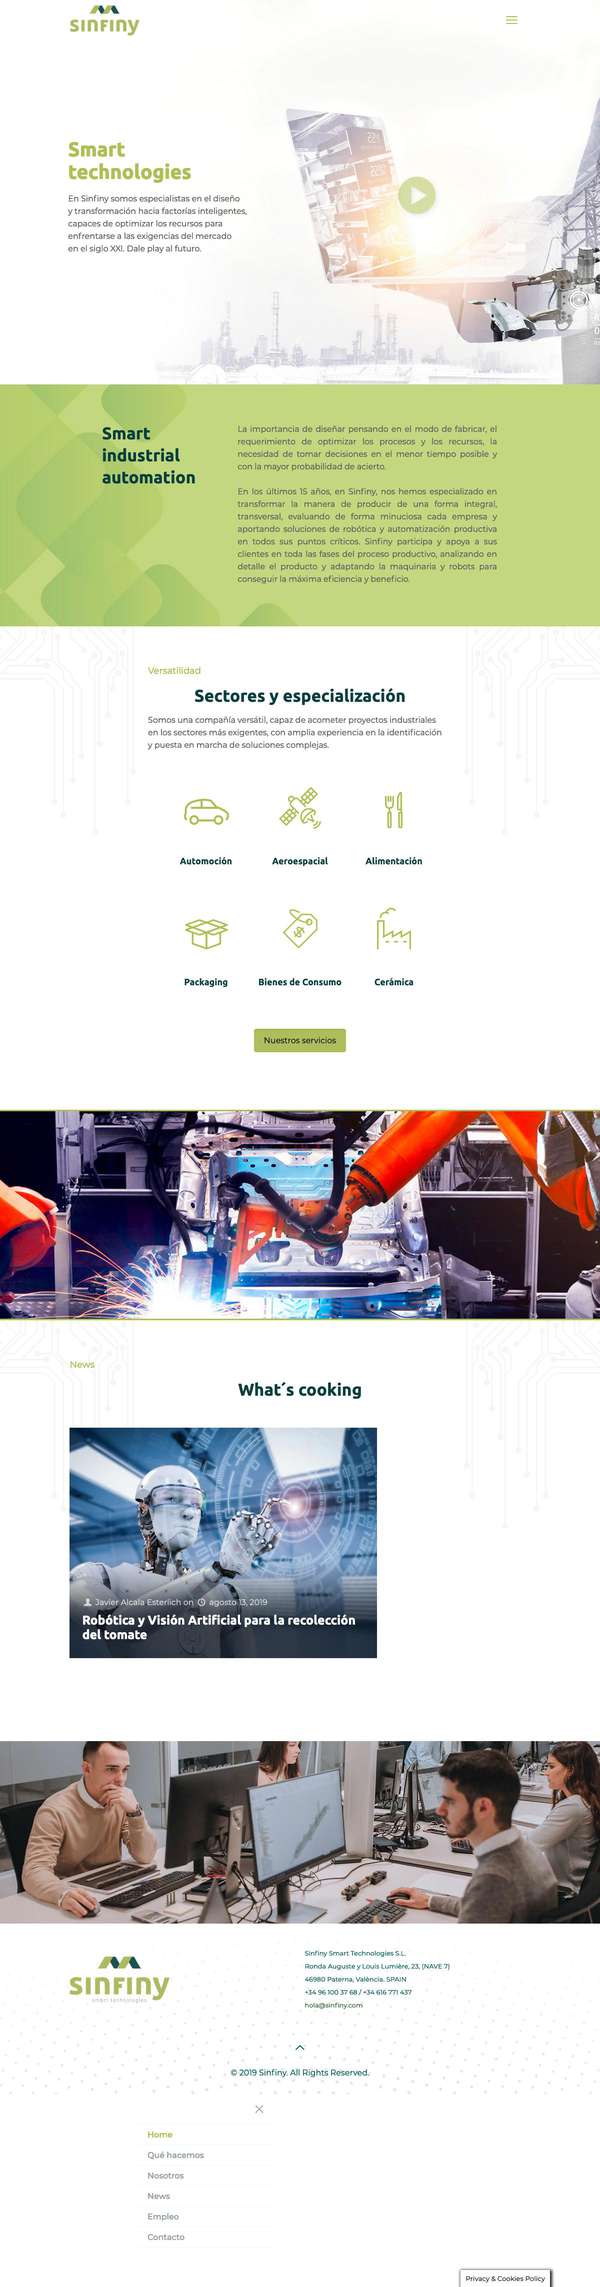 sinfiny
Smart
technologies
En Sinfiny somos especialistas en el diseño
y transformación hacia factorías inteligentes,
capaces de optimizar los recursos para
enfrentarse a las exigencias del mercado
en el siglo XXI. Dale play al futuro.
Smart
industrial
automation
La importancia de diseñar pensando en el modo de fabricar, el
requerimiento de optimizar los procesos y los recursos, la
necesidad de tomar decisiones en el menor tiempo posible y
con la mayor probabilidad de acierto.
En los últimos 15 años, en Sinfiny, nos hemos especializado en
transformar la manera de producir de una forma integral,
transversal, evaluando de forma minuciosa cada empresa y
aportando soluciones de robótica y automatización productiva
en todos sus puntos críticos. Sinfiny participa y apoya a sus
clientes en toda las fases del proceso productivo, analizando en
detalle el producto y adaptando la maquinaria y robots para
conseguir la máxima eficiencia y beneficio.
Versatilidad
Sectores y especialización
Somos una compañía versátil, capaz de acometer proyectos industriales
en los sectores más exigentes, con amplia experiencia en la identificación
y puesta en marcha de soluciones complejas.
Automoción Aeroespacial Alimentación
Packaging Bienes de Consumo Cerámica
Nuestros servicios
News
What´s cooking
Javier Alcala Esterlich on agosto 13, 2019
Robótica y Visión Artificial para la recolección
del tomate
sinfiny
smart technologies
Sinfiny Smart Technologies S.L.
Ronda Auguste y Louis Lumière, 23, (NAVE 7)
46980 Paterna, València. SPAIN
+34 96 100 37 68 / +34 616 771 437
hola@sinfiny.com
© 2019 Sinfiny. All Rights Reserved.
Home
Qué hacemos
Nosotros
News
Empleo
Contacto
Privacy & Cookies Policy